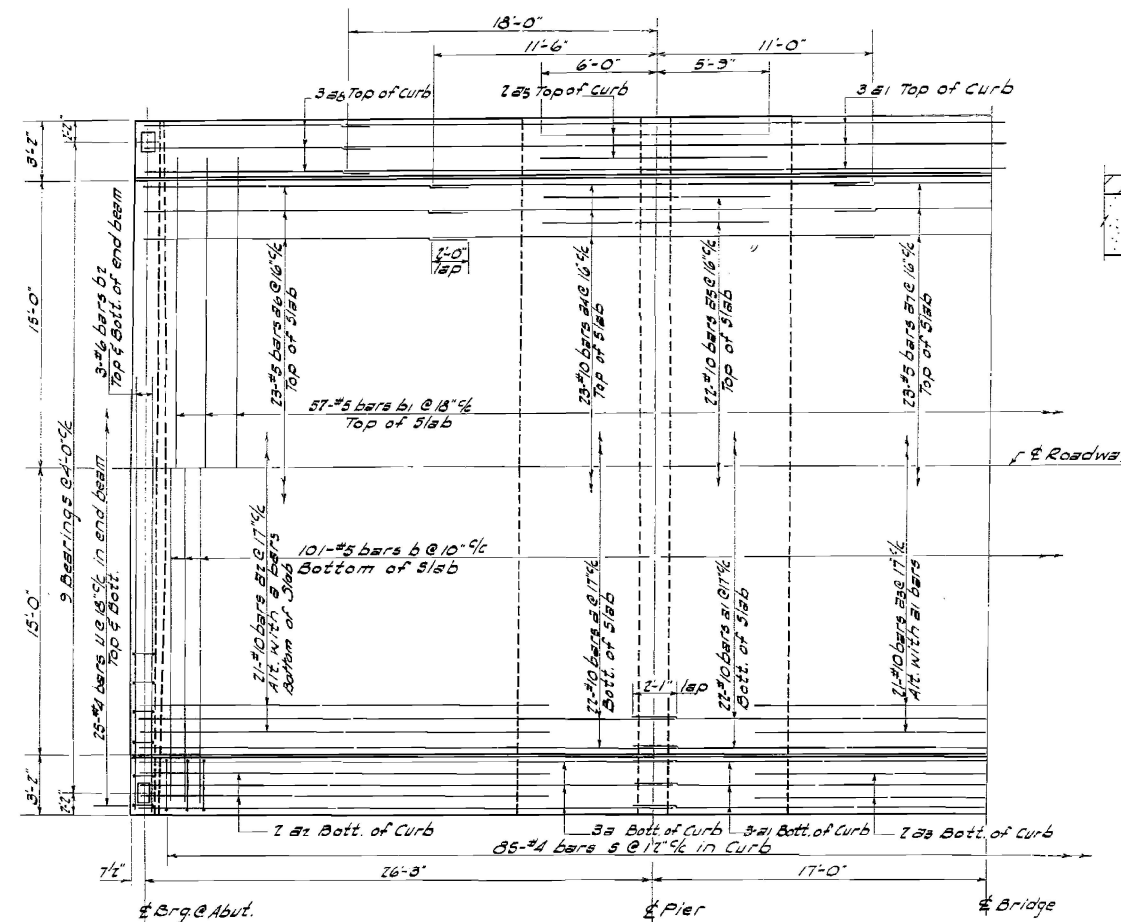 18'-0"
11'-6"
11'-0"
6'-0"
5'-9"
3 a6 Top of Curb
2 a5 Top of Curb
3 a1 Top of Curb
2'-2"
3'-2"
15'-0"
15'-0"
3'-2"
2'-2"
9 Bearings @ 4'-0" c/c
3-#6 bars b2
Top & Bott. of end beam
25-#4 bars u @ 18" c/c in end beam
Top & Bott.
2'-0"
lap
23-#5 bars a6 @ 16" c/c
Top of Slab
23-#10 bars a4 @ 16" c/c
Top of Slab
22-#10 bars a5 @ 16" c/c
Top of Slab
23-#5 bars a7 @ 16" c/c
Top of Slab
57-#5 bars b1 @ 18" c/c
Top of Slab
℄ Roadwa
101-#5 bars b @ 10" c/c
Bottom of Slab
21-#10 bars a2 @ 17" c/c
Alt. with a bars
Bottom of Slab
22-#10 bars a @ 17" c/c
Bott. of Slab
22-#10 bars a1 @ 17" c/c
Bott. of Slab
21-#10 bars a3 @ 17" c/c
Alt. with a1 bars
2'-1" lap
2 a2 Bott. of Curb
3 a Bott. of Curb
3-a1 Bott. of Curb
2 a3 Bott. of Curb
85-#4 bars s @ 12" c/c in Curb
7½"
26'-3"
17'-0"
℄ Brg. @ Abut.
℄ Pier
℄ Bridge